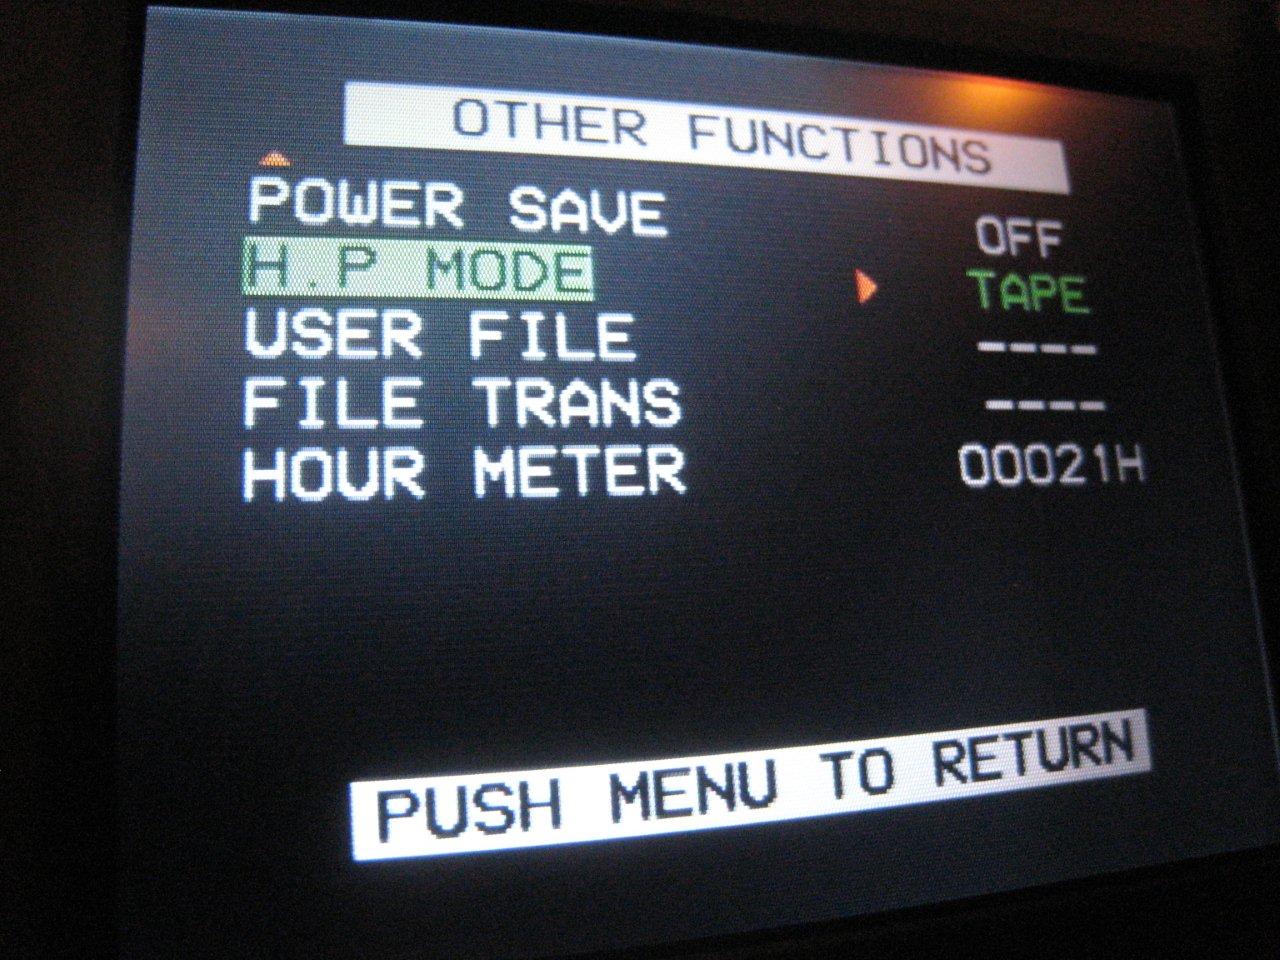 OTHER FUNCTIONS
POWER SAVE OFF
H.P MODE TAPE
USER FILE ----
FILE TRANS ----
HOUR METER 00021H
PUSH MENU TO RETURN